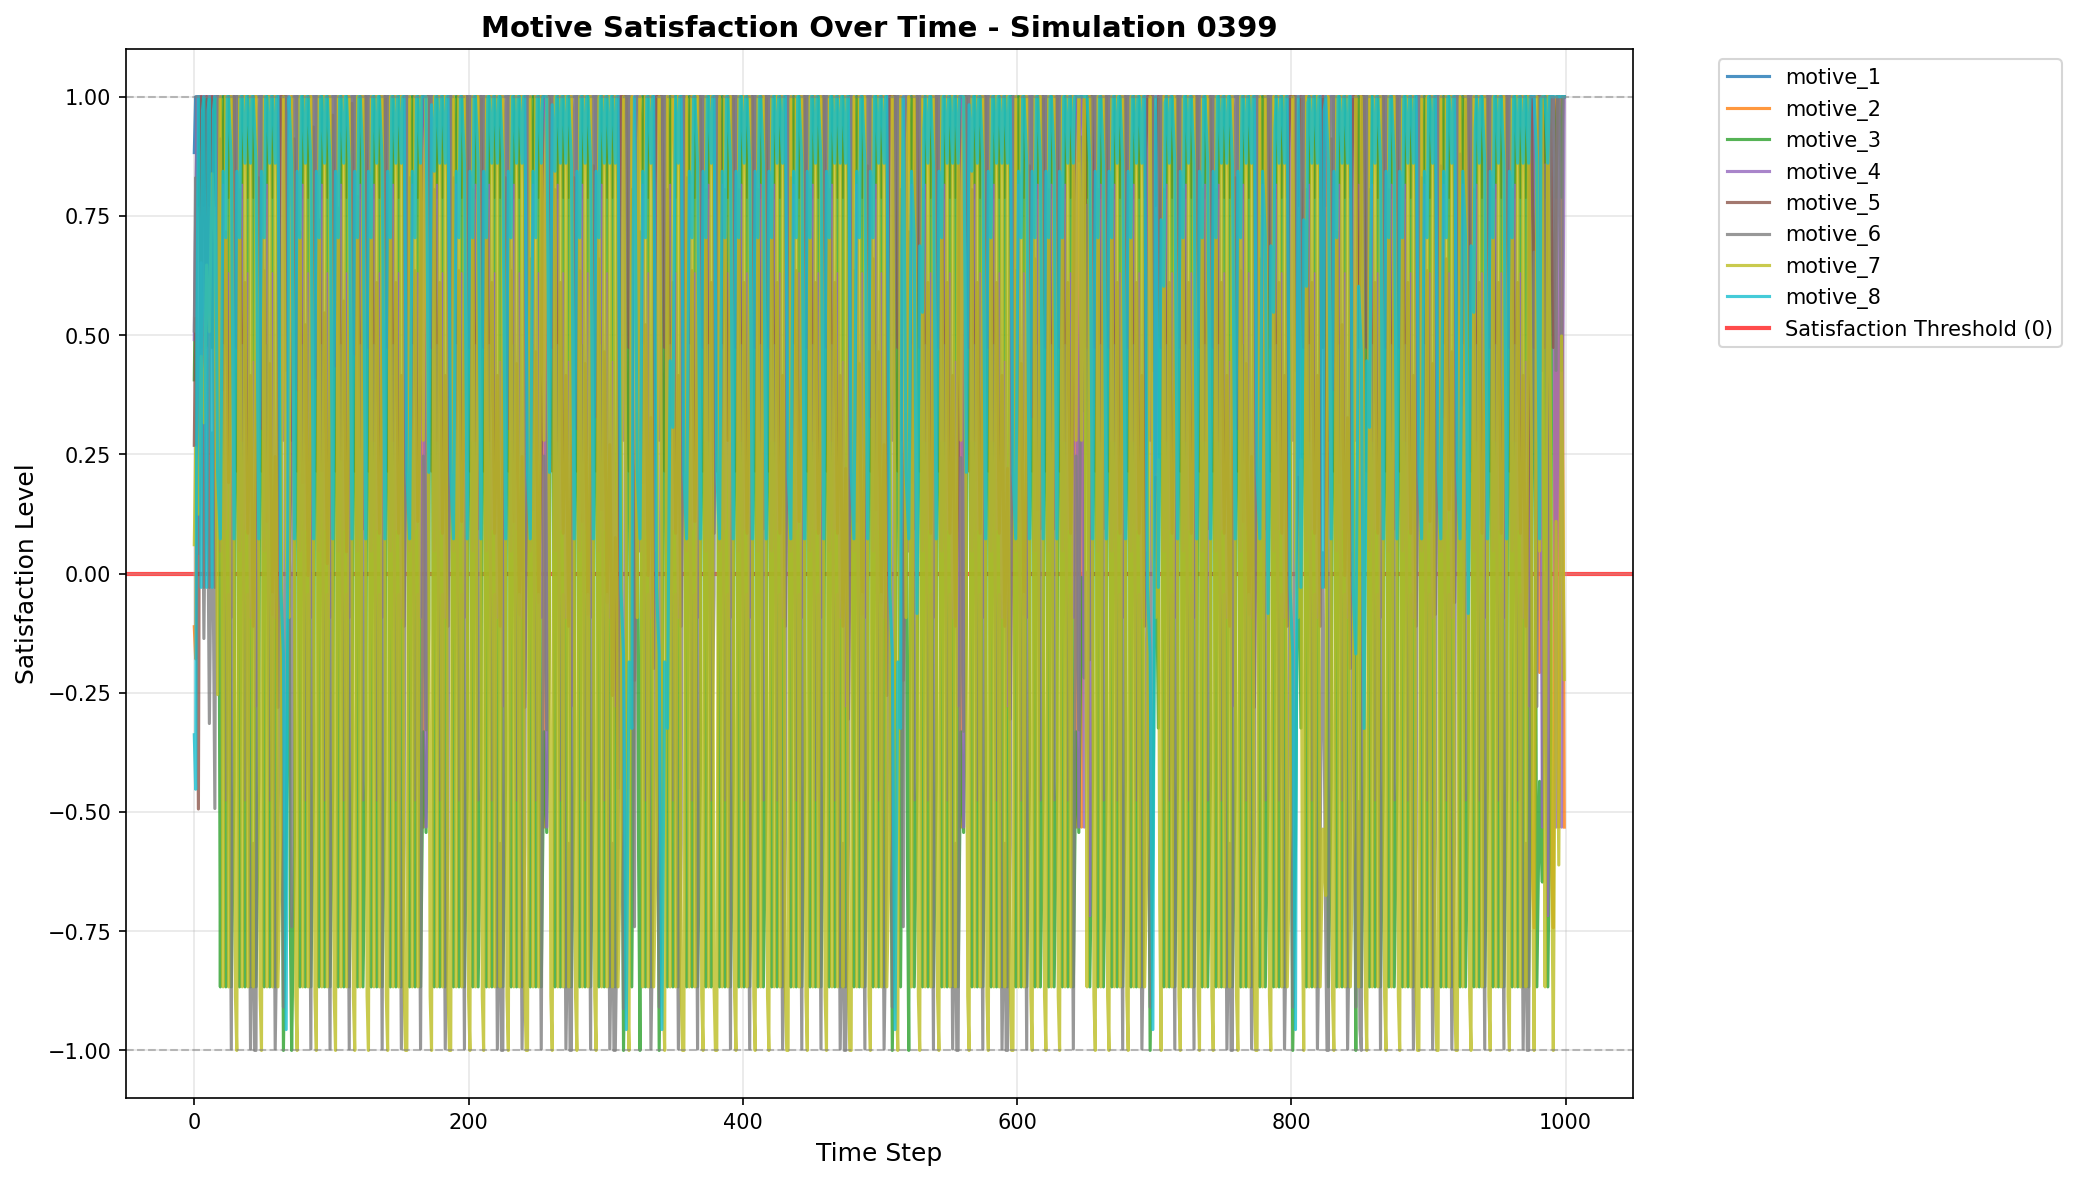 Motive Satisfaction Over Time - Simulation 0399
1.00
0.75
0.50
0.25
0.00
−0.25
−0.50
−0.75
−1.00
Satisfaction Level
0
200
400
600
800
1000
Time Step
motive_1
motive_2
motive_3
motive_4
motive_5
motive_6
motive_7
motive_8
Satisfaction Threshold (0)